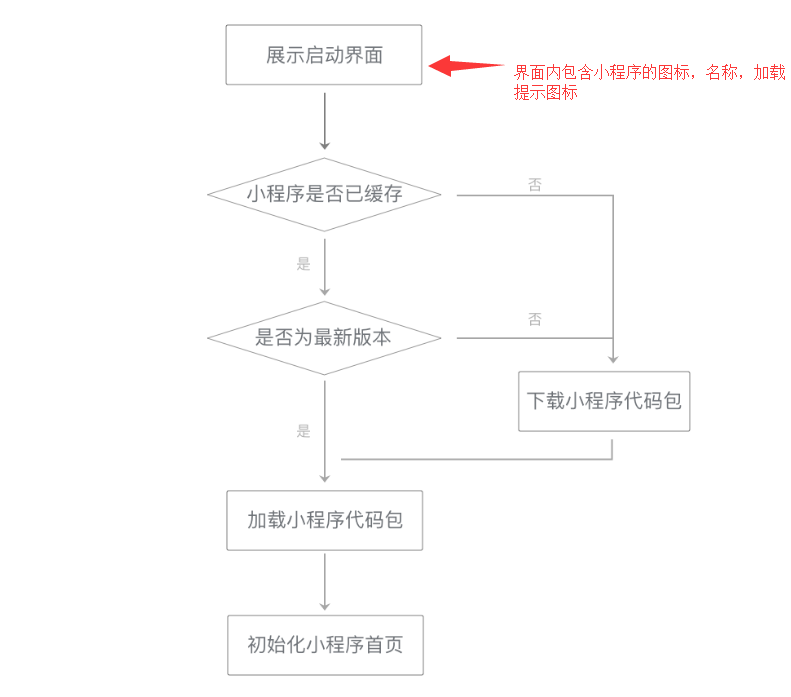 展示启动界面
界面内包含小程序的图标，名称，加载
提示图标
小程序是否已缓存
否
是
是否为最新版本
否
下载小程序代码包
是
加载小程序代码包
初始化小程序首页